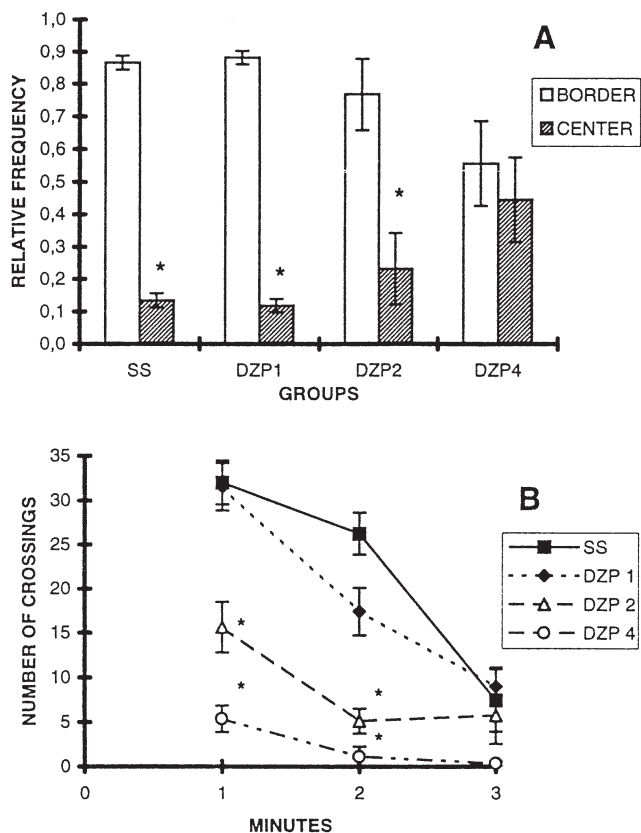 A
BORDER
CENTER
RELATIVE FREQUENCY
1,0
0,9
0,8
0,7
0,6
0,5
0,4
0,3
0,2
0,1
0,0
*
*
*
SS DZP1 DZP2 DZP4
GROUPS
B
SS
DZP 1
DZP 2
DZP 4
NUMBER OF CROSSINGS
35
30
25
20
15
10
5
0
*
*
*
*
0 1 2 3
MINUTES